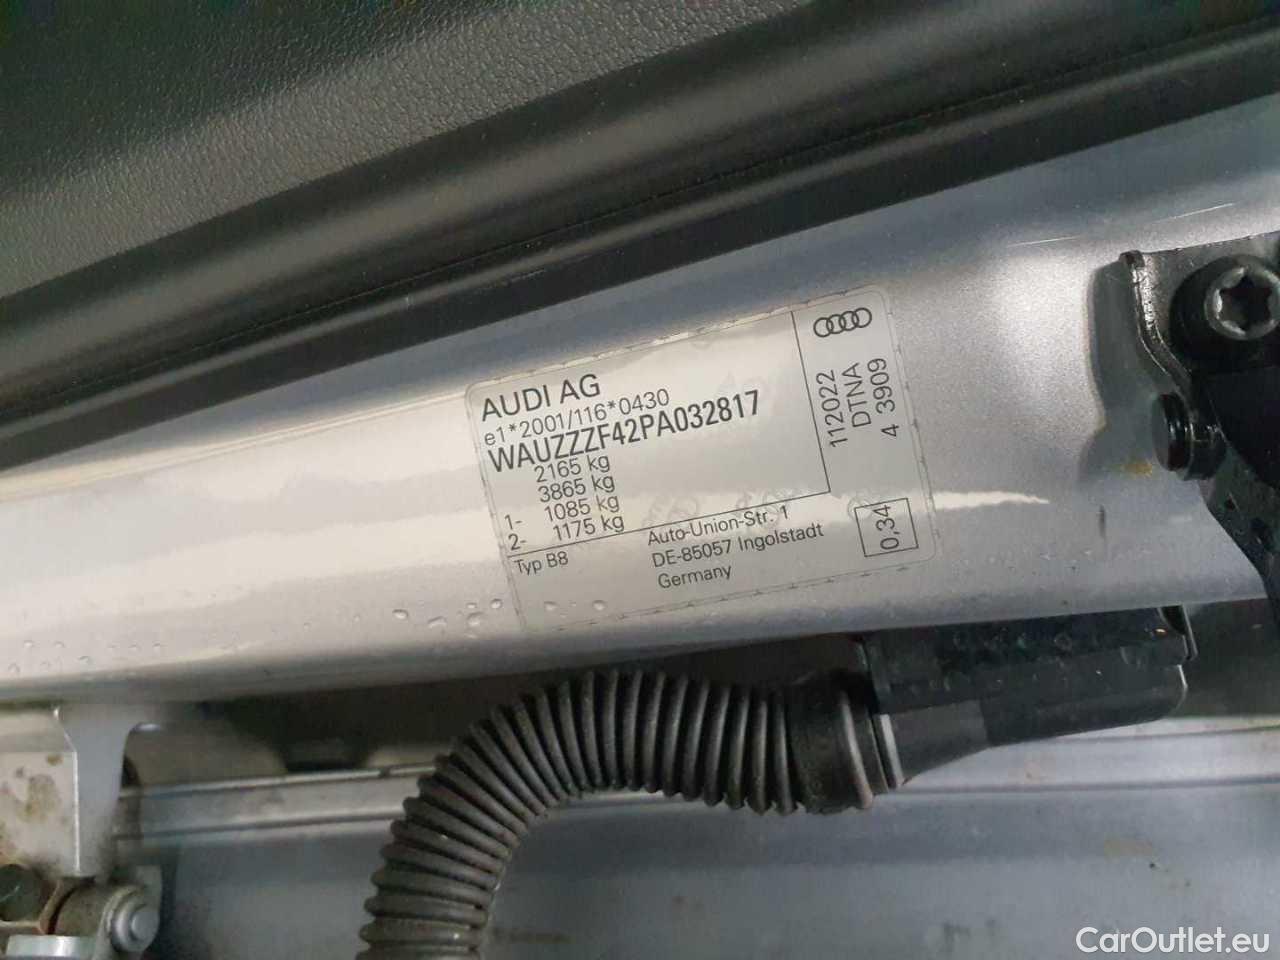 AUDI AG
e1*2001/116*0430
WAUZZZF42PA032817
2165 kg
3865 kg
1- 1085 kg
2- 1175 kg
Typ B8
Auto-Union-Str. 1
DE-85057 Ingolstadt
Germany
112022
DTNA
4 3909
0,34
CarOutlet.eu